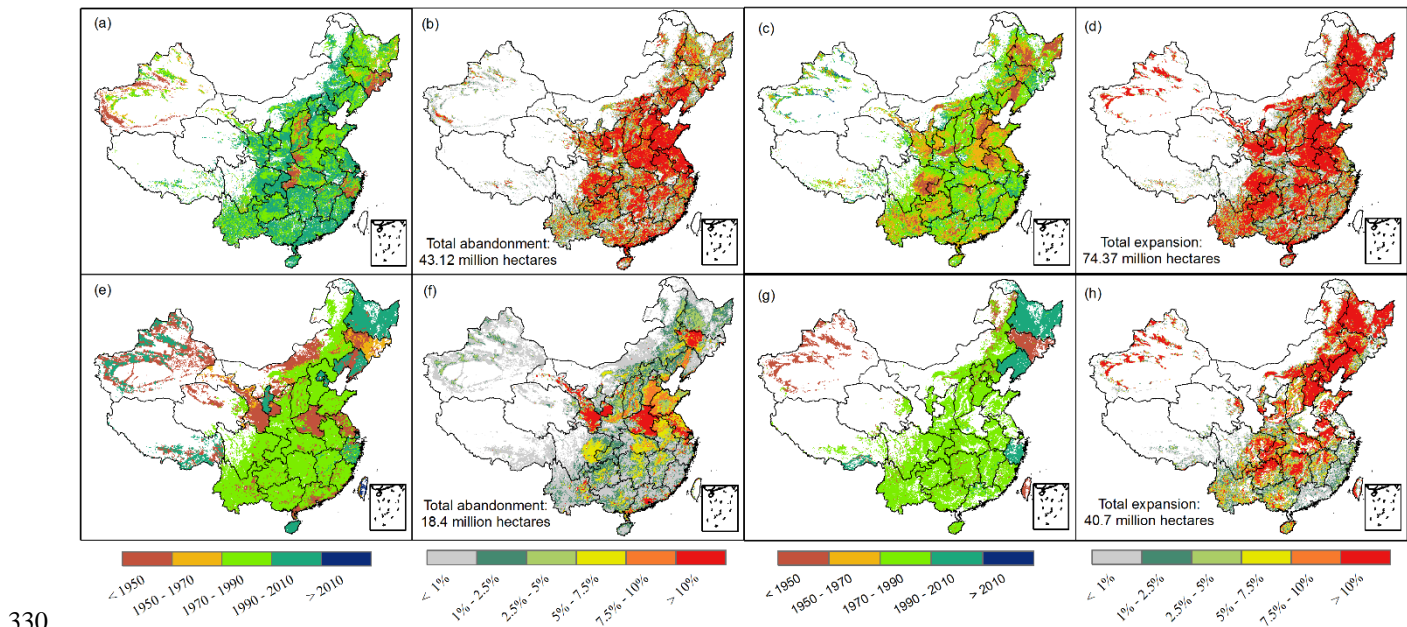 (a)
(b)
(c)
(d)
Total abandonment:
43.12 million hectares
Total expansion:
74.37 million hectares
(e)
(f)
(g)
(h)
Total abandonment:
18.4 million hectares
Total expansion:
40.7 million hectares
< 1950
1950 - 1970
1970 - 1990
1990 - 2010
> 2010
< 1%
1% - 2.5%
2.5% - 5%
5% - 7.5%
7.5% - 10%
> 10%
< 1950
1950 - 1970
1970 - 1990
1990 - 2010
> 2010
< 1%
1% - 2.5%
2.5% - 5%
5% - 7.5%
7.5% - 10%
> 10%
330